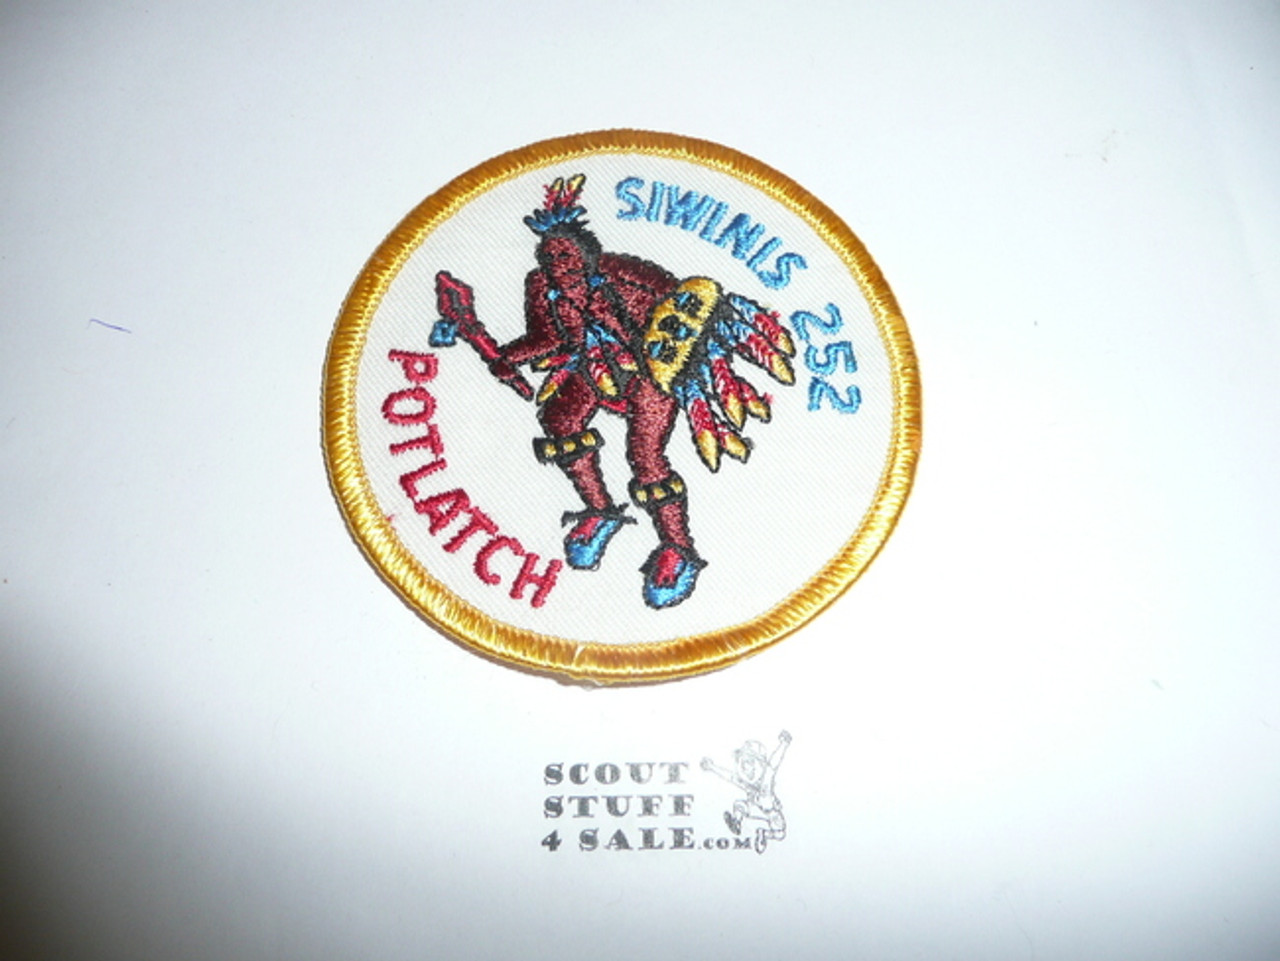 SIWINIS 252
POTLATCH
SCOUT
STUFF
4 SALE.COM